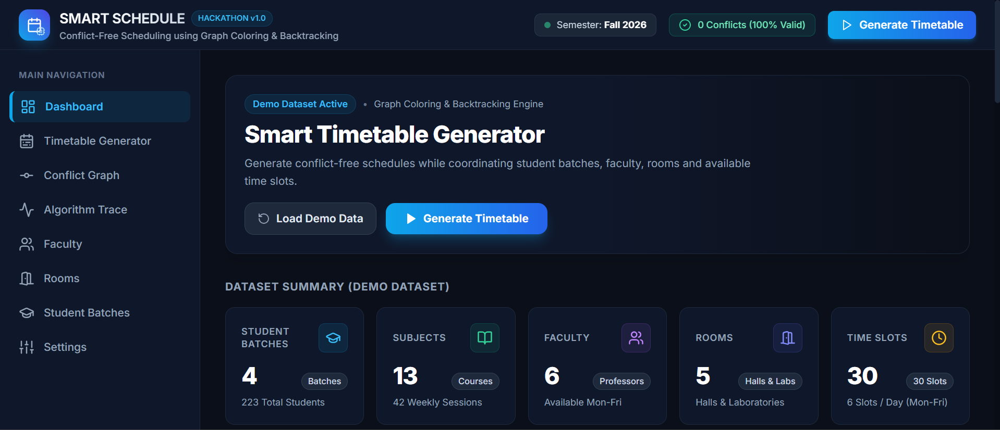 SMART SCHEDULE HACKATHON v1.0
Conflict-Free Scheduling using Graph Coloring & Backtracking
Semester: Fall 2026
0 Conflicts (100% Valid)
Generate Timetable
MAIN NAVIGATION
Dashboard
Timetable Generator
Conflict Graph
Algorithm Trace
Faculty
Rooms
Student Batches
Settings
Demo Dataset Active • Graph Coloring & Backtracking Engine
Smart Timetable Generator
Generate conflict-free schedules while coordinating student batches, faculty, rooms and available
time slots.
Load Demo Data
Generate Timetable
DATASET SUMMARY (DEMO DATASET)
STUDENT
BATCHES
4 Batches
223 Total Students
SUBJECTS
13 Courses
42 Weekly Sessions
FACULTY
6 Professors
Available Mon-Fri
ROOMS
5 Halls & Labs
Halls & Laboratories
TIME SLOTS
30 30 Slots
6 Slots / Day (Mon-Fri)